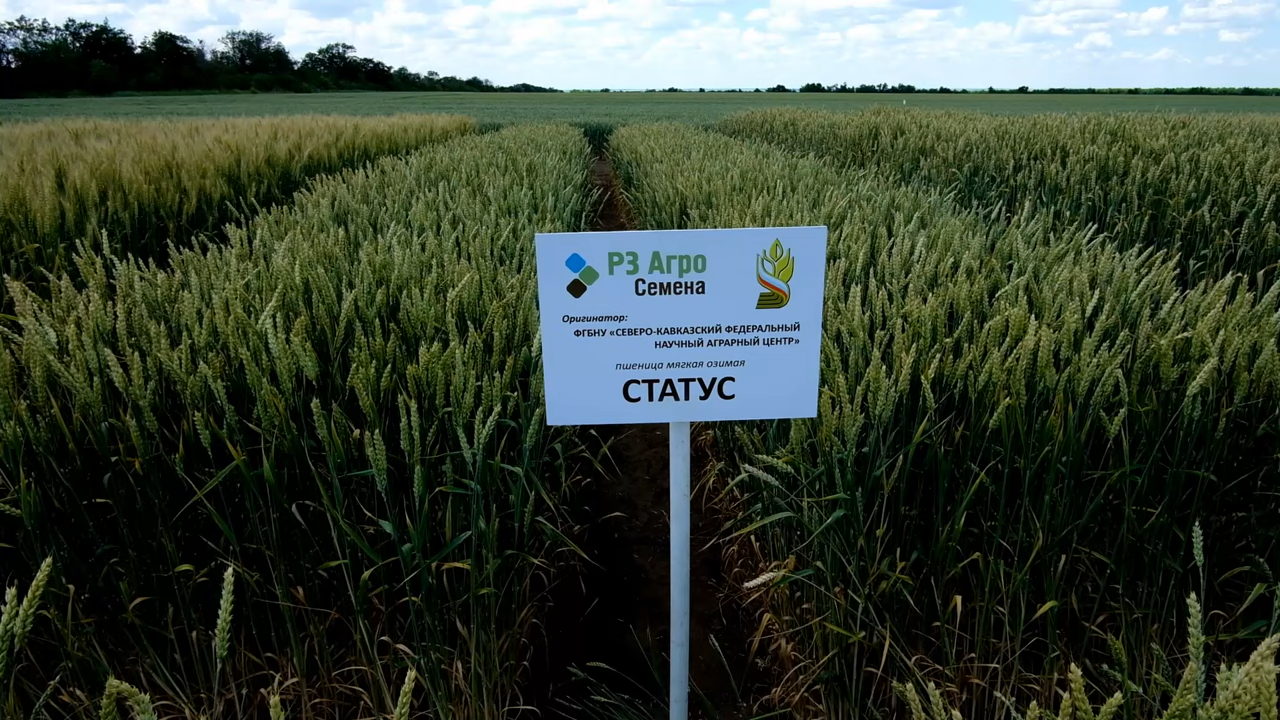 РЗ Агро
Семена
Оригинатор:
ФГБНУ «СЕВЕРО-КАВКАЗСКИЙ ФЕДЕРАЛЬНЫЙ
НАУЧНЫЙ АГРАРНЫЙ ЦЕНТР»
пшеница мягкая озимая
СТАТУС